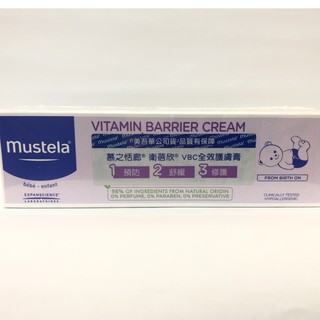 VITAMIN BARRIER CREAM
mustela
美吾華公司貨‧品質有保障
慕之恬廊® 衛蓓欣® VBC全效護膚膏
1 預防 2 舒緩 3 修護
bébé - enfant
EXPANSCIENCE
LABORATOIRES
98% OF INGREDIENTS FROM NATURAL ORIGIN
0% PERFUME, 0% PARABEN, 0% PRESERVATIVE
FROM BIRTH ON
CLINICALLY TESTED
HYPOALLERGENIC